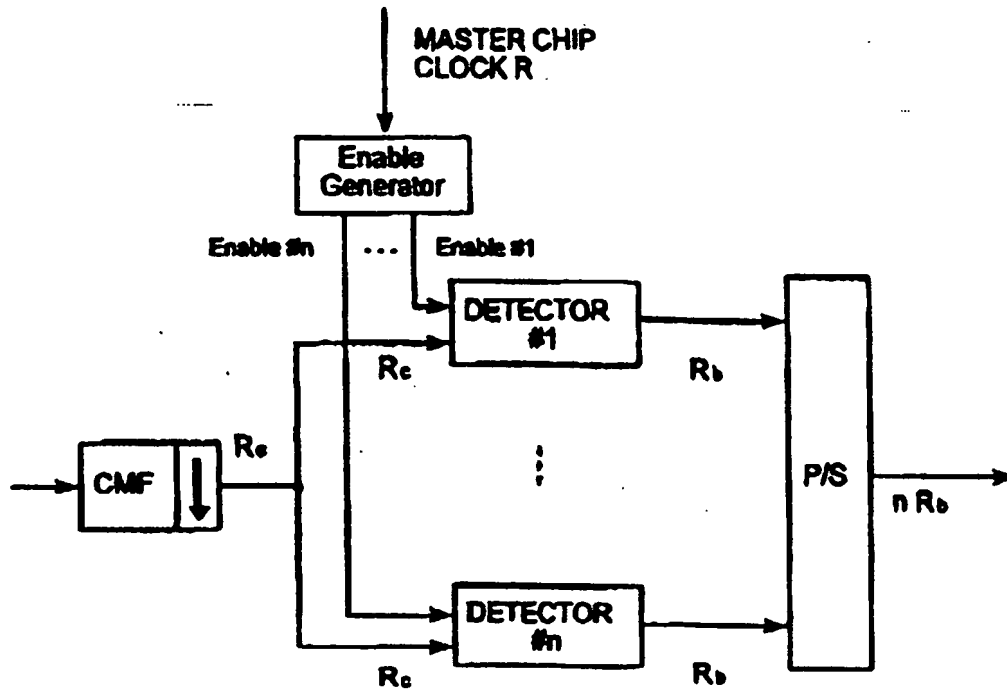 MASTER CHIP
CLOCK R
Enable
Generator
Enable #n
...
Enable #1
DETECTOR
#1
Rc
Rb
CMF
Rc
P/S
n Rb
DETECTOR
#n
Rc
Rb